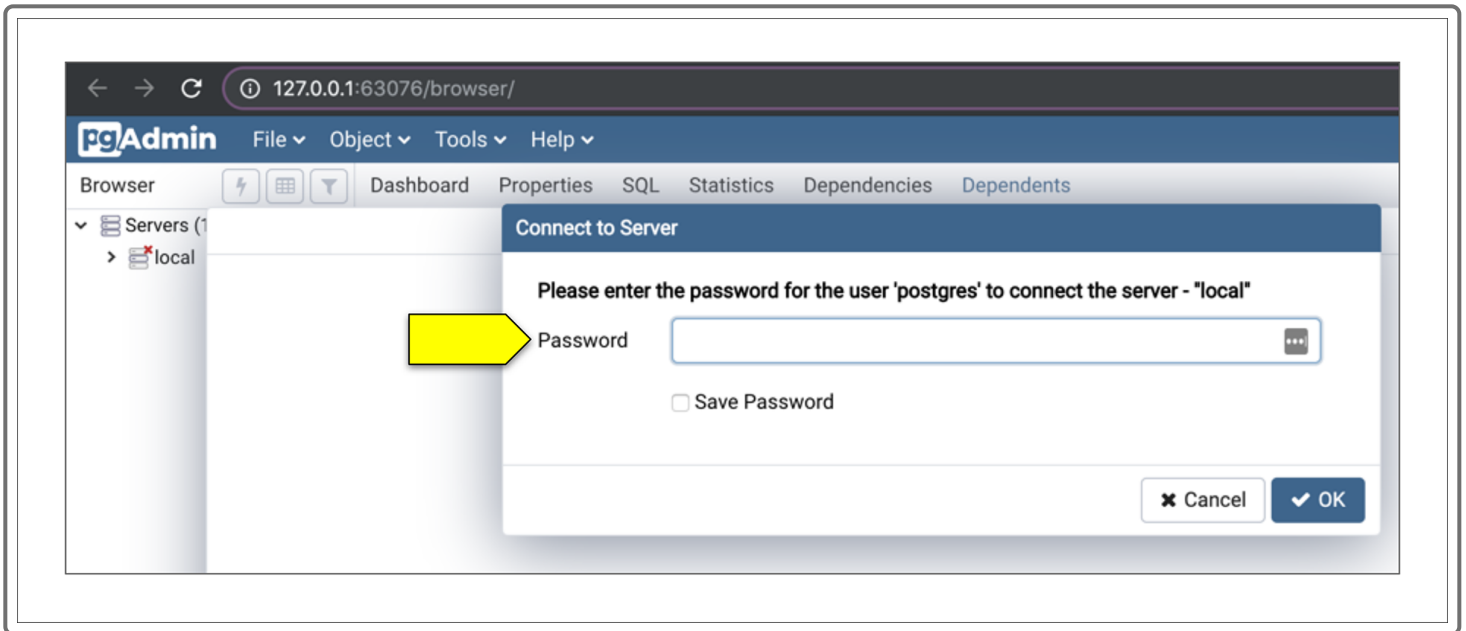 127.0.0.1:63076/browser/
pgAdmin File Object Tools Help
Browser Dashboard Properties SQL Statistics Dependencies Dependents
Servers (1
local
Connect to Server
Please enter the password for the user 'postgres' to connect the server - "local"
Password
Save Password
Cancel OK